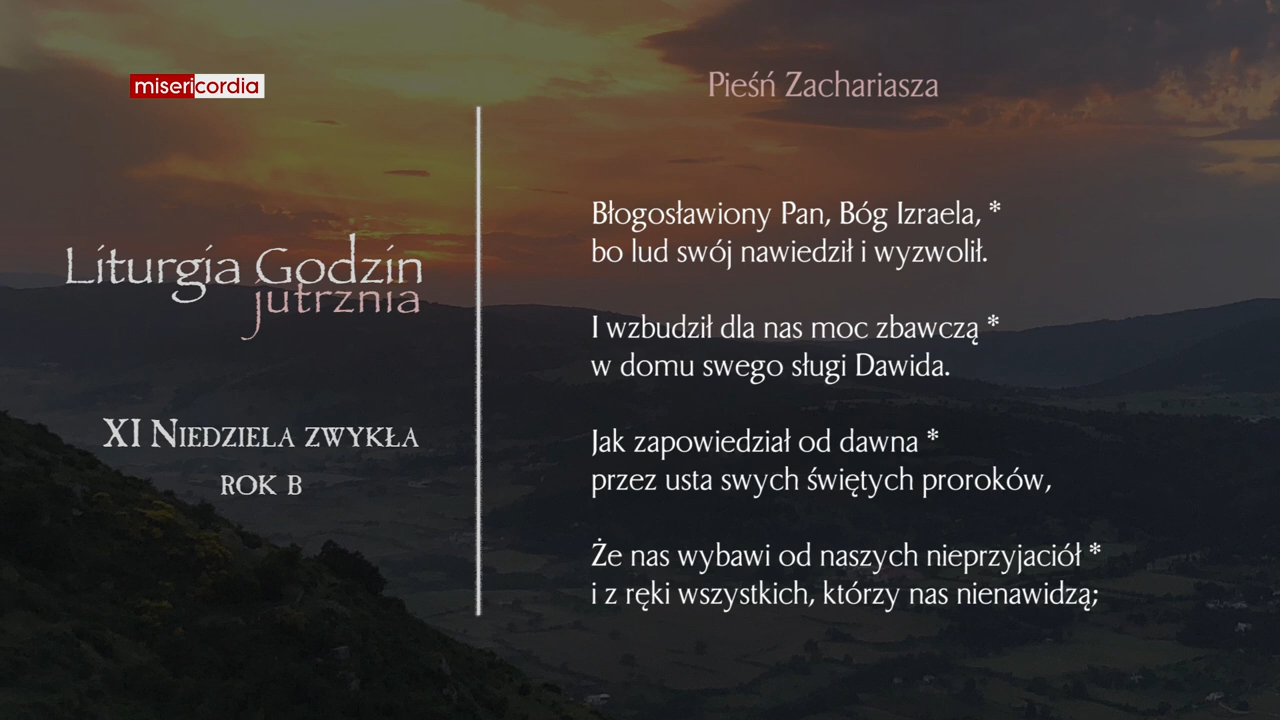 misericordia
Liturgia Godzin
jutrznia
XI Niedziela zwykła
rok B
Pieśń Zachariasza
Błogosławiony Pan, Bóg Izraela, *
bo lud swój nawiedził i wyzwolił.
I wzbudził dla nas moc zbawczą *
w domu swego sługi Dawida.
Jak zapowiedział od dawna *
przez usta swych świętych proroków,
Że nas wybawi od naszych nieprzyjaciół *
i z ręki wszystkich, którzy nas nienawidzą;